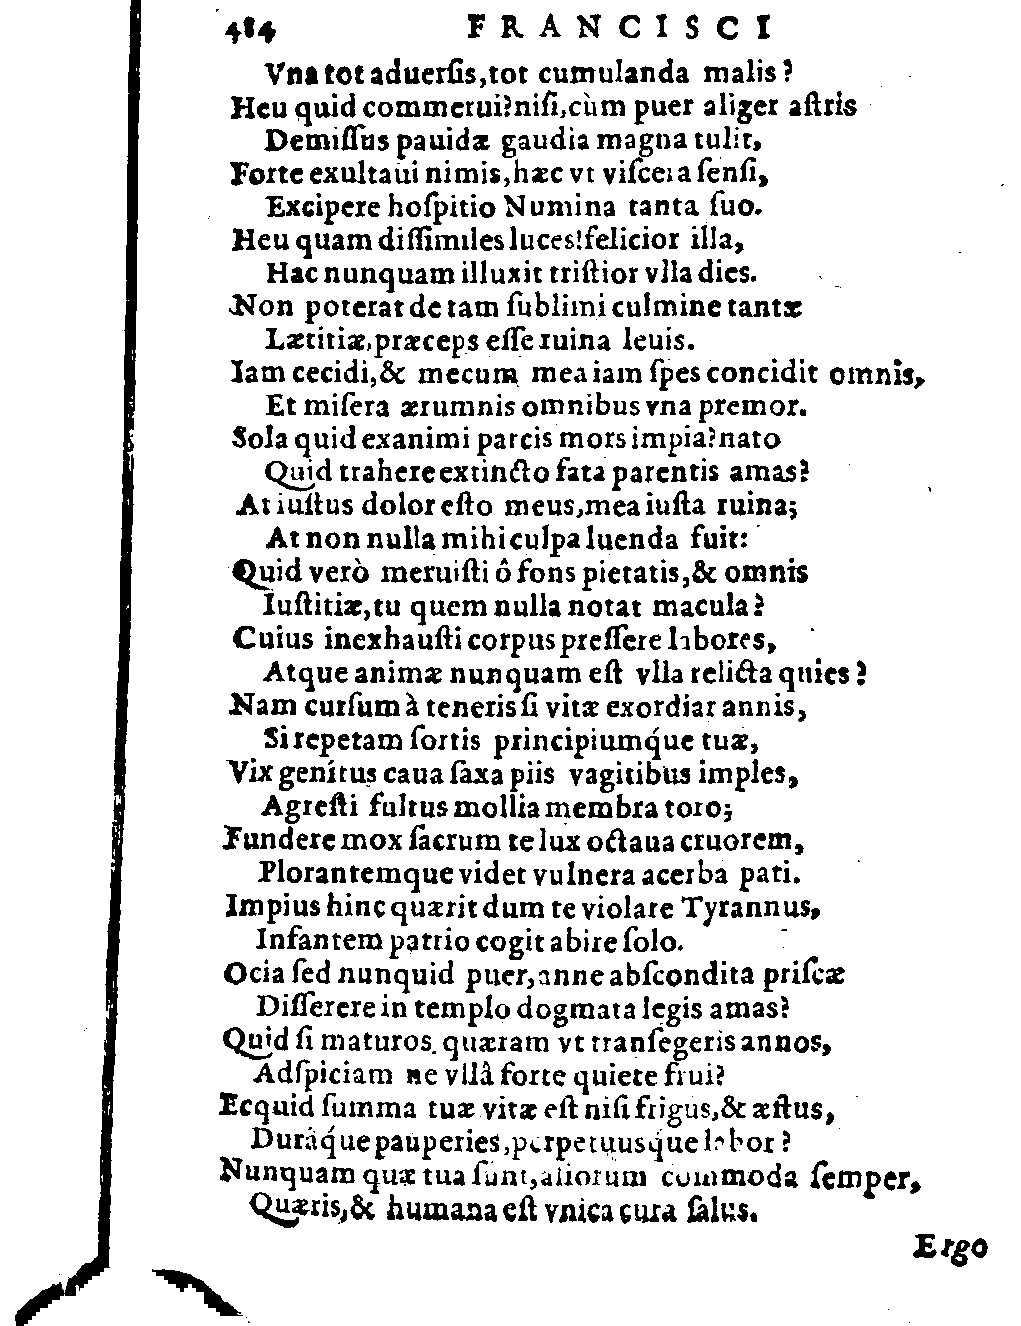 484 FRANCISCI
Vna tot aduerſis, tot cumulanda malis?
Heu quid commerui? niſi, cùm puer aliger aſtris
Demiſſus pauidæ gaudia magna tulit,
Forte exultaui nimis, hæc vt viſcera ſenſi,
Excipere hoſpitio Numina tanta ſuo.
Heu quam diſſimiles luces! felicior illa,
Hac nunquam illuxit triſtior vlla dies.
Non poterat de tam ſublimi culmine tantæ
Lætitiæ, præceps eſſe ruina leuis.
Iam cecidi, & mecum mea iam ſpes concidit omnis,
Et miſera ærumnis omnibus vna premor.
Sola quid exanimi parcis mors impia? nato
Quid trahere extincto fata parentis amas?
At iuſtus dolor eſto meus, mea iuſta ruina;
At non nulla mihi culpa luenda fuit:
Quid verò meruiſti ô fons pietatis, & omnis
Iuſtitiæ, tu quem nulla notat macula?
Cuius inexhauſti corpus preſſere labores,
Atque animæ nunquam eſt vlla relicta quies?
Nam curſum à teneris ſi vitæ exordiar annis,
Si repetam ſortis principiumq́ue tuæ,
Vix genitus caua ſaxa piis vagitibus imples,
Agreſti fultus mollia membra toro;
Fundere mox ſacrum te lux octaua cruorem,
Plorantemque videt vulnera acerba pati.
Impius hinc quærit dum te violare Tyrannus,
Infantem patrio cogit abire ſolo.
Ocia ſed nunquid puer, anne abſcondita priſcæ
Diſſerere in templo dogmata legis amas?
Quid ſi maturos quæram vt tranſegeris annos,
Adſpiciam ne vllâ forte quiete frui?
Ecquid ſumma tuæ vitæ eſt niſi frigus, & æſtus,
Duráq́ue pauperies, perpetuusq́ue labor?
Nunquam quæ tua ſunt, aliorum commoda ſemper,
Quæris, & humana eſt vnica cura ſalus.
Ergo